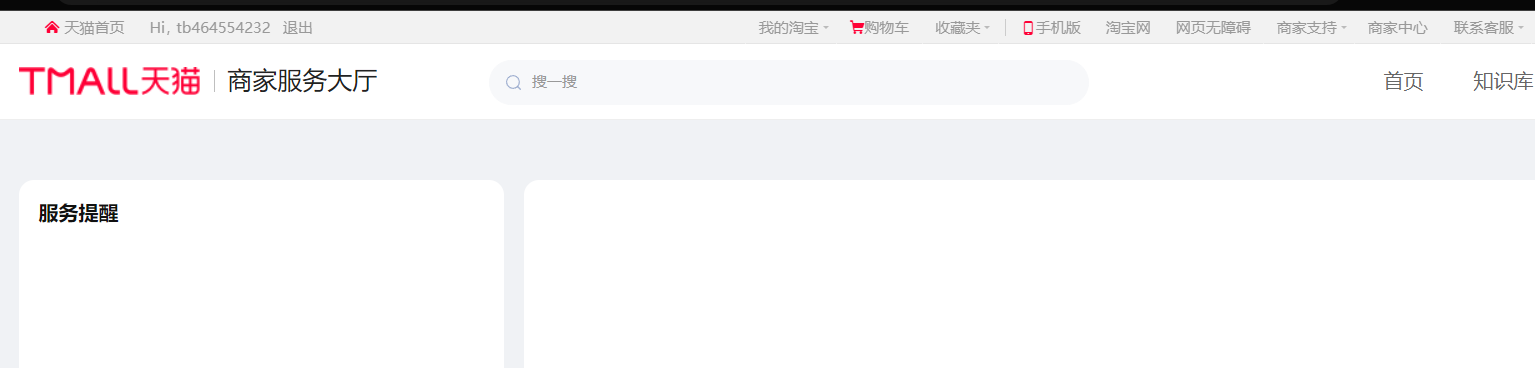 天猫首页 Hi, tb464554232 退出 我的淘宝 购物车 收藏夹 手机版 淘宝网 网页无障碍 商家支持 商家中心 联系客服
TMALL天猫 商家服务大厅 搜一搜 首页 知识库
服务提醒